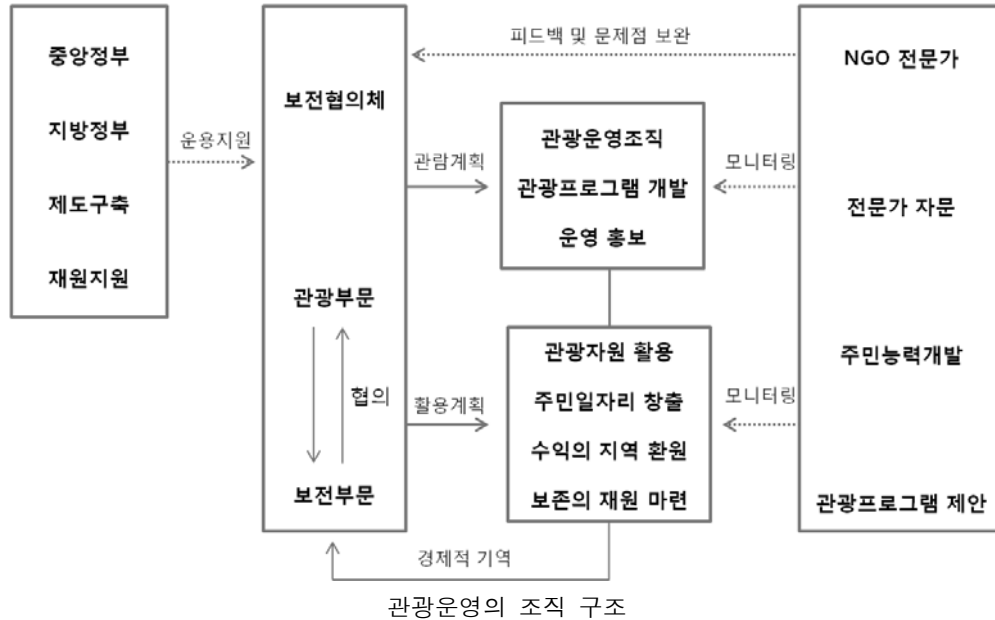 중앙정부
지방정부
제도구축
재원지원
운용지원
보전협의체
관광부문
협의
보전부문
피드백 및 문제점 보완
관람계획
활용계획
관광운영조직
관광프로그램 개발
운영 홍보
관광자원 활용
주민일자리 창출
수익의 지역 환원
보존의 재원 마련
모니터링
모니터링
NGO 전문가
전문가 자문
주민능력개발
관광프로그램 제안
경제적 기역
관광운영의 조직 구조